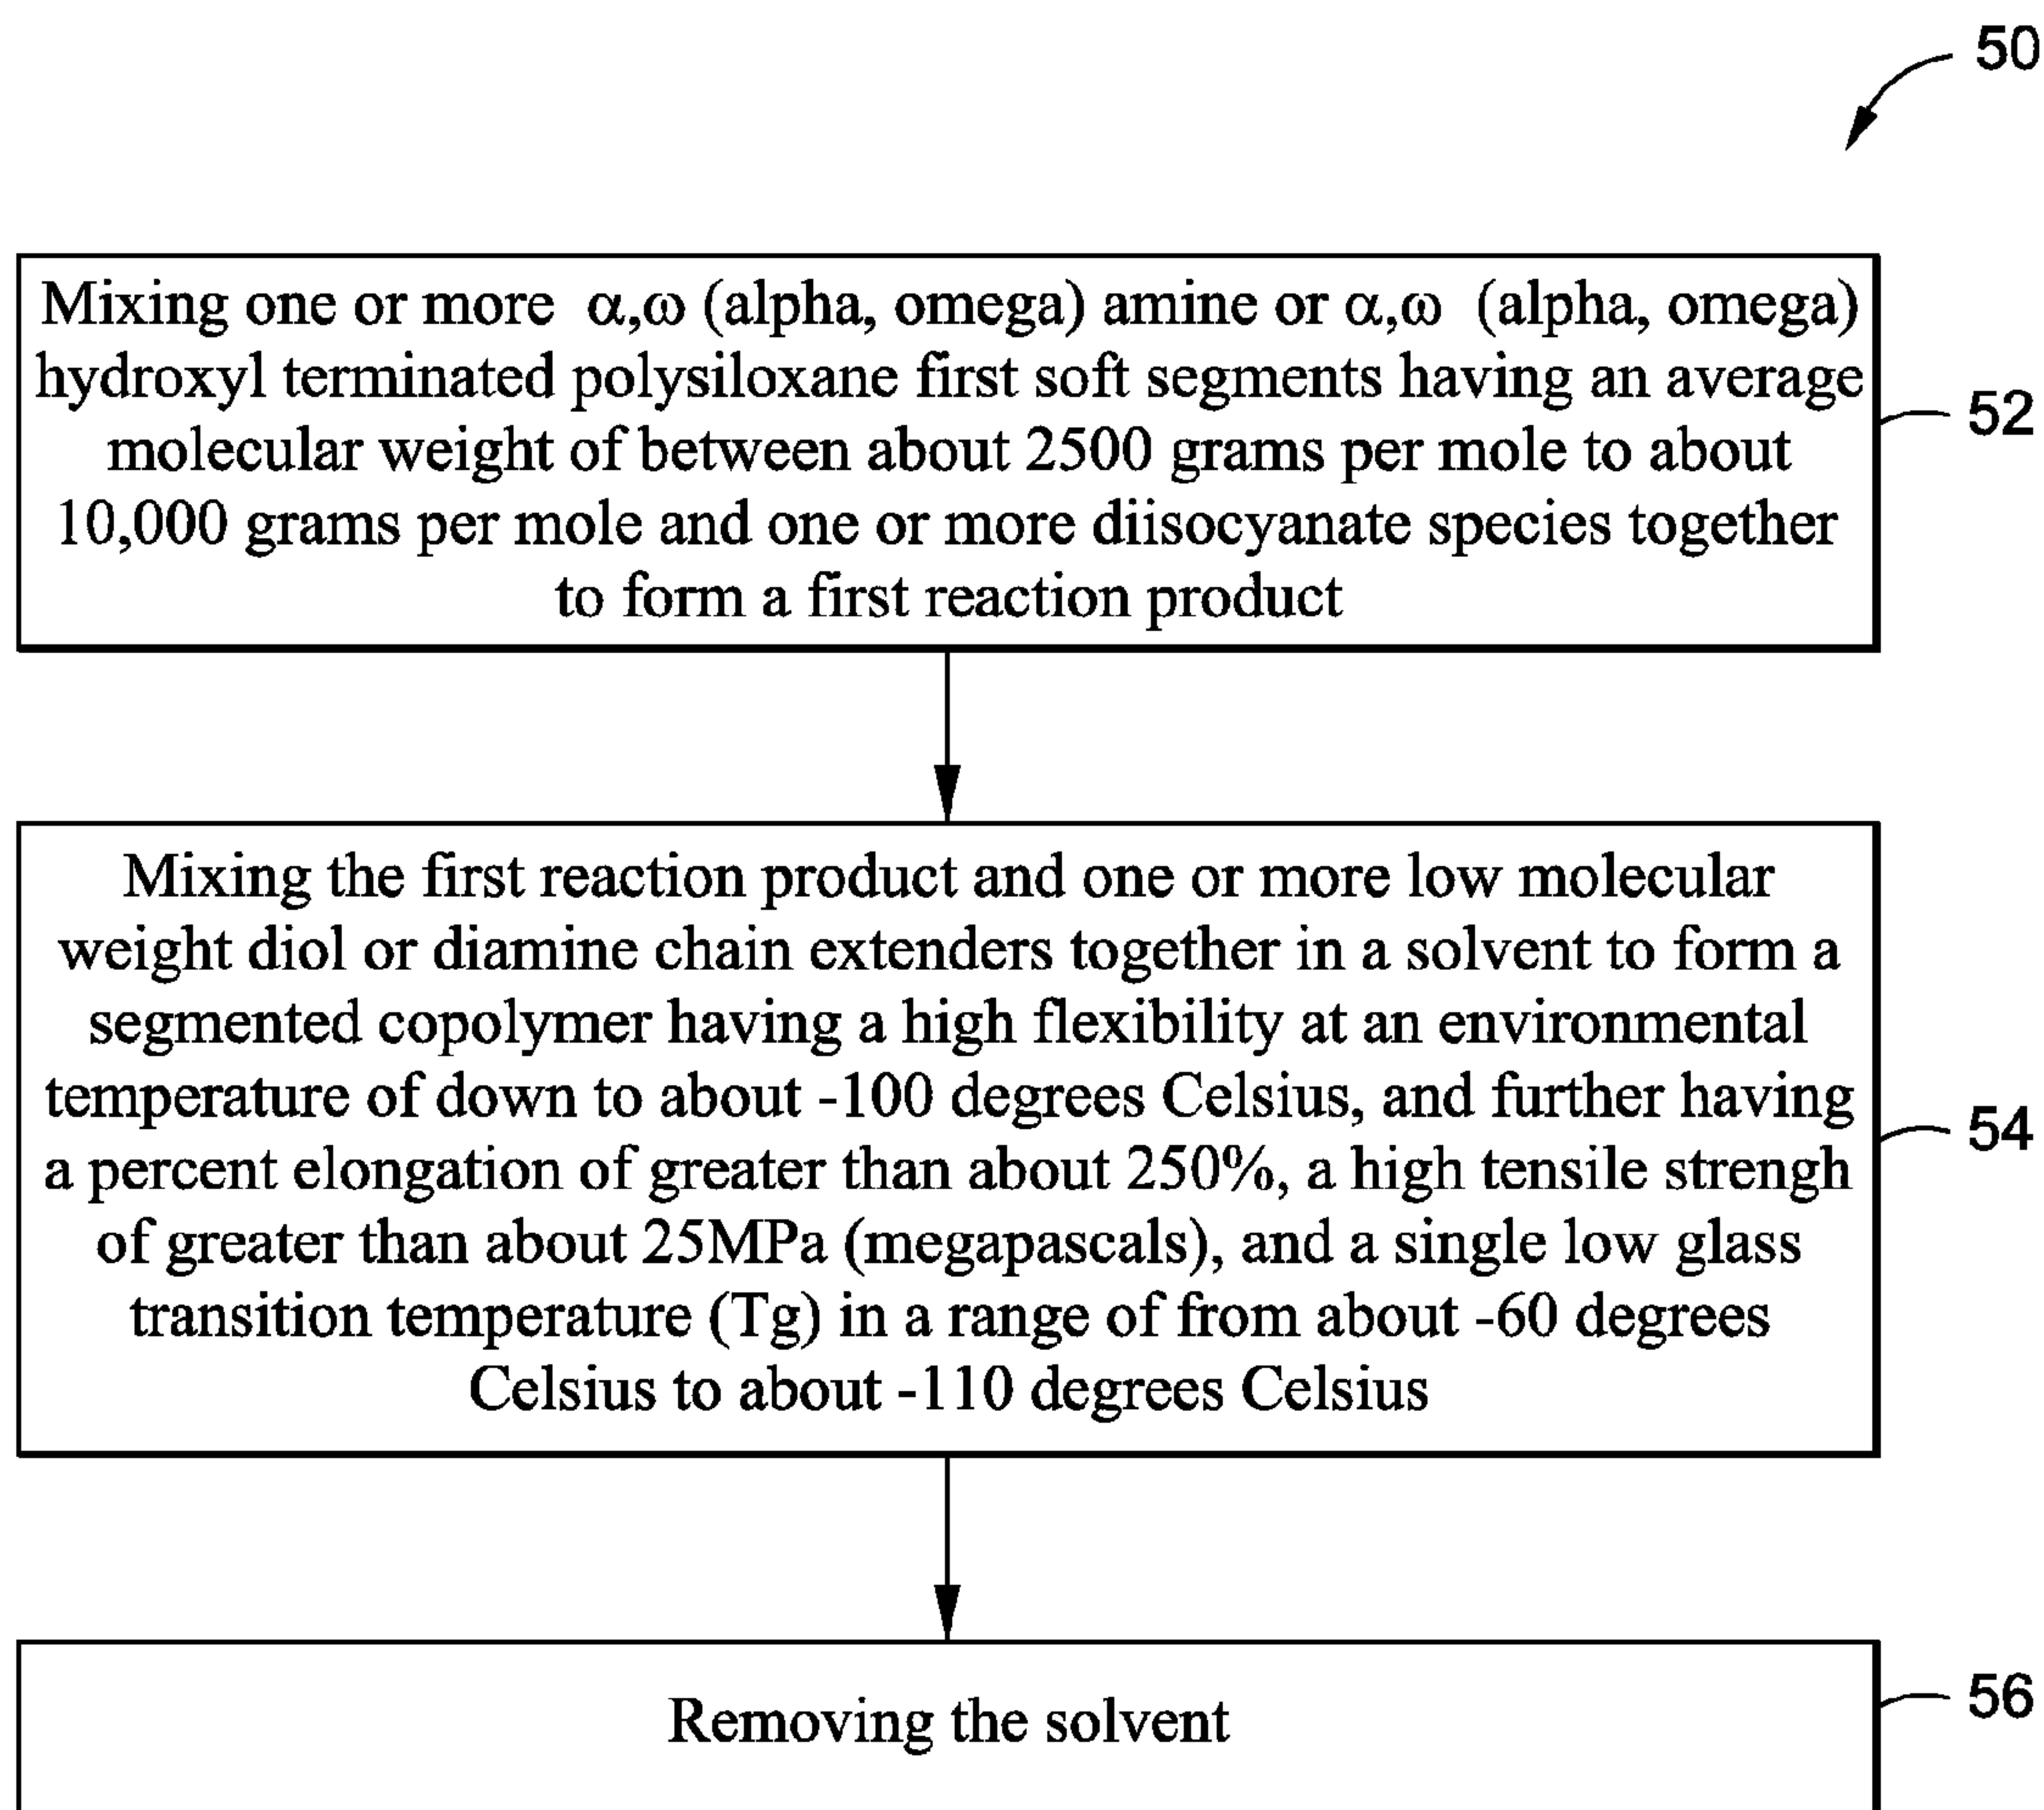 50
Mixing one or more α,ω (alpha, omega) amine or α,ω (alpha, omega)
hydroxyl terminated polysiloxane first soft segments having an average
molecular weight of between about 2500 grams per mole to about
10,000 grams per mole and one or more diisocyanate species together
to form a first reaction product
52
Mixing the first reaction product and one or more low molecular
weight diol or diamine chain extenders together in a solvent to form a
segmented copolymer having a high flexibility at an environmental
temperature of down to about -100 degrees Celsius, and further having
a percent elongation of greater than about 250%, a high tensile strengh
of greater than about 25MPa (megapascals), and a single low glass
transition temperature (Tg) in a range of from about -60 degrees
Celsius to about -110 degrees Celsius
54
Removing the solvent
56